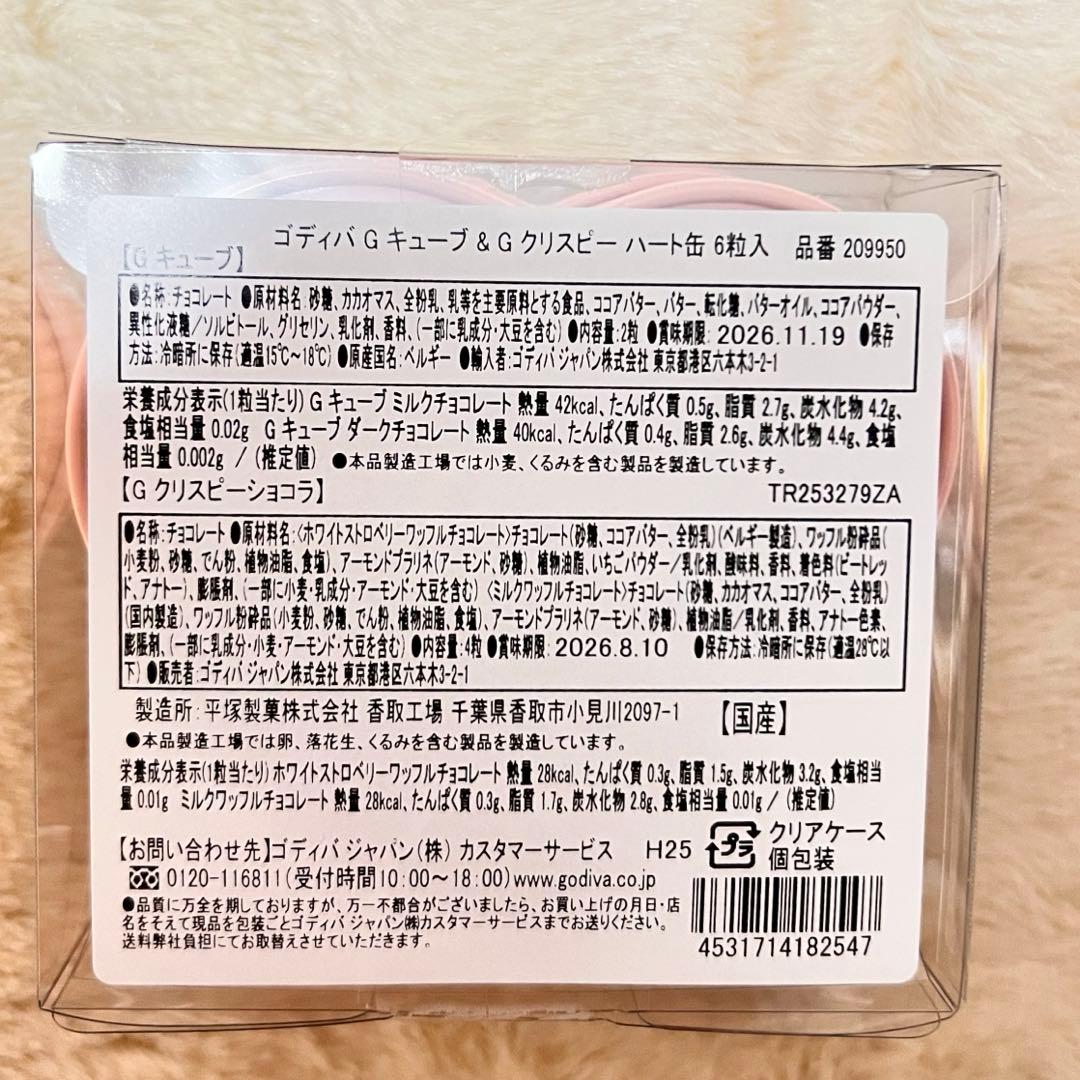 ゴディバ G キューブ & G クリスピー ハート缶 6粒入 品番 209950
【G キューブ】
●名称:チョコレート ●原材料名:砂糖、カカオマス、全粉乳、乳等を主要原料とする食品、ココアバター、バター、転化糖、バターオイル、ココアパウダー、
異性化液糖/ソルビトール、グリセリン、乳化剤、香料、(一部に乳成分・大豆を含む) ●内容量:2粒 ●賞味期限: 2026.11.19 ●保存
方法:冷暗所に保存(適温15℃~18℃) ●原産国名:ベルギー ●輸入者:ゴディバ ジャパン株式会社 東京都港区六本木3-2-1
栄養成分表示(1粒当たり) G キューブ ミルクチョコレート 熱量 42kcal、たんぱく質 0.5g、脂質 2.7g、炭水化物 4.2g、
食塩相当量 0.02g G キューブ ダークチョコレート 熱量 40kcal、たんぱく質 0.4g、脂質 2.6g、炭水化物 4.4g、食塩
相当量 0.002g / (推定値) ●本品製造工場では小麦、くるみを含む製品を製造しています。
【G クリスピーショコラ】 TR253279ZA
●名称:チョコレート ●原材料名:〈ホワイトストロベリーワッフルチョコレート〉チョコレート(砂糖、ココアバター、全粉乳)(ベルギー製造)、ワッフル粉砕品(
小麦粉、砂糖、でん粉、植物油脂、食塩)、アーモンドプラリネ(アーモンド、砂糖)、植物油脂、いちごパウダー/乳化剤、酸味料、香料、着色料(ビートレッ
ド、アナトー)、膨脹剤、(一部に小麦・乳成分・アーモンド・大豆を含む) 〈ミルクワッフルチョコレート〉チョコレート(砂糖、カカオマス、ココアバター、全粉乳)
(国内製造)、ワッフル粉砕品(小麦粉、砂糖、でん粉、植物油脂、食塩)、アーモンドプラリネ(アーモンド、砂糖)、植物油脂/乳化剤、香料、アナトー色素、
膨脹剤、(一部に乳成分・小麦・アーモンド・大豆を含む) ●内容量:4粒 ●賞味期限:2026.8.10 ●保存方法:冷暗所に保存(適温28℃以
下) ●販売者:ゴディバ ジャパン株式会社 東京都港区六本木3-2-1
製造所:平塚製菓株式会社 香取工場 千葉県香取市小見川2097-1 【国産】
●本品製造工場では卵、落花生、くるみを含む製品を製造しています。
栄養成分表示(1粒当たり) ホワイトストロベリーワッフルチョコレート 熱量 28kcal、たんぱく質 0.3g、脂質 1.5g、炭水化物 3.2g、食塩相当
量 0.01g ミルクワッフルチョコレート 熱量 28kcal、たんぱく質 0.3g、脂質 1.7g、炭水化物 2.8g、食塩相当量 0.01g / (推定値)
【お問い合わせ先】ゴディバ ジャパン(株) カスタマーサービス H25 プラ クリアケース
個包装
0120-116811(受付時間10:00~18:00)www.godiva.co.jp
●品質に万全を期しておりますが、万一不都合がございましたら、お買い上げの月日・店
名をそえて現品を包装ごとゴディバ ジャパン㈱カスタマーサービスまでお送りください。
送料弊社負担にてお取替えさせていただきます。
4531714182547